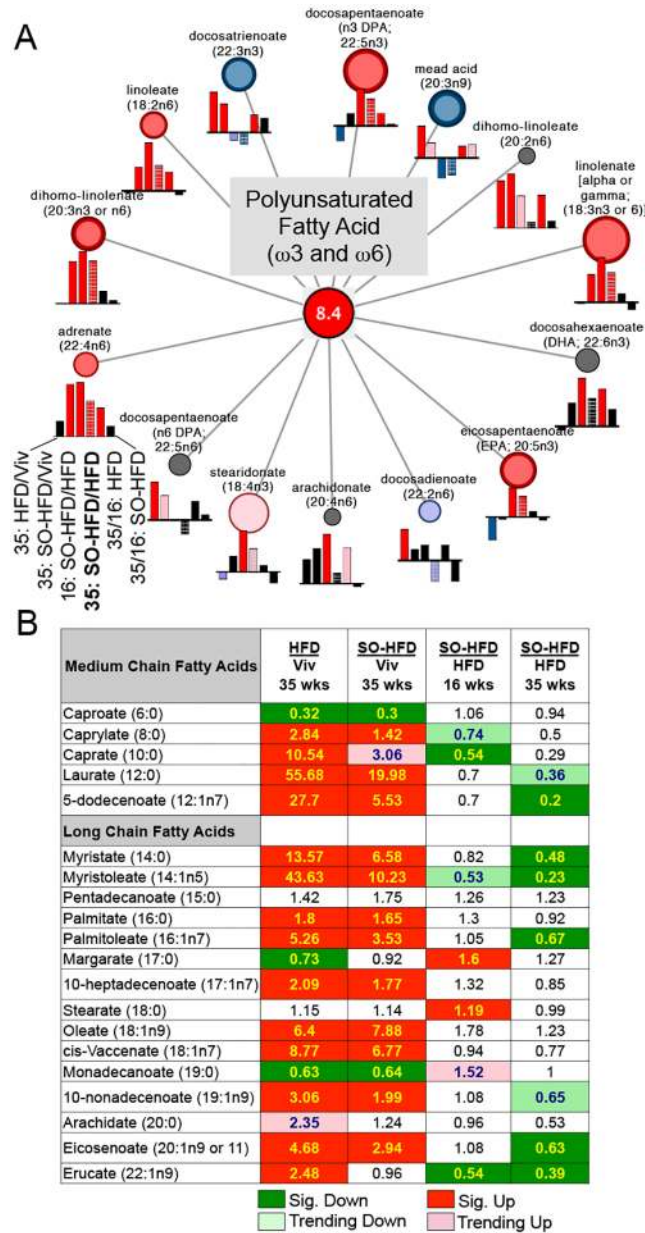 A
docosatrienoate
(22:3n3)
docosapentaenoate
(n3 DPA;
22:5n3)
mead acid
(20:3n9)
linoleate
(18:2n6)
dihomo-linoleate
(20:2n6)
linolenate
[alpha or
gamma;
(18:3n3 or 6)]
dihomo-linolenate
(20:3n3 or n6)
Polyunsaturated
Fatty Acid
(ω3 and ω6)
8.4
adrenate
(22:4n6)
docosahexaenoate
(DHA; 22:6n3)
docosapentaenoate
(n6 DPA;
22:5n6)
stearidonate
(18:4n3)
arachidonate
(20:4n6)
docosadienoate
(22:2n6)
eicosapentaenoate
(EPA; 20:5n3)
35: HFD/Viv
35: SO-HFD/Viv
16: SO-HFD/HFD
35: SO-HFD/HFD
35/16: HFD
35/16: SO-HFD
B
Medium Chain Fatty Acids HFD Viv 35 wks SO-HFD Viv 35 wks SO-HFD HFD 16 wks SO-HFD HFD 35 wks
Caproate (6:0) 0.32 0.3 1.06 0.94
Caprylate (8:0) 2.84 1.42 0.74 0.5
Caprate (10:0) 10.54 3.06 0.54 0.29
Laurate (12:0) 55.68 19.98 0.7 0.36
5-dodecenoate (12:1n7) 27.7 5.53 0.7 0.2
Long Chain Fatty Acids
Myristate (14:0) 13.57 6.58 0.82 0.48
Myristoleate (14:1n5) 43.63 10.23 0.53 0.23
Pentadecanoate (15:0) 1.42 1.75 1.26 1.23
Palmitate (16:0) 1.8 1.65 1.3 0.92
Palmitoleate (16:1n7) 5.26 3.53 1.05 0.67
Margarate (17:0) 0.73 0.92 1.6 1.27
10-heptadecenoate (17:1n7) 2.09 1.77 1.32 0.85
Stearate (18:0) 1.15 1.14 1.19 0.99
Oleate (18:1n9) 6.4 7.88 1.78 1.23
cis-Vaccenate (18:1n7) 8.77 6.77 0.94 0.77
Monadecanoate (19:0) 0.63 0.64 1.52 1
10-nonadecenoate (19:1n9) 3.06 1.99 1.08 0.65
Arachidate (20:0) 2.35 1.24 0.96 0.53
Eicosenoate (20:1n9 or 11) 4.68 2.94 1.08 0.63
Erucate (22:1n9) 2.48 0.96 0.54 0.39
Sig. Down Sig. Up
Trending Down Trending Up